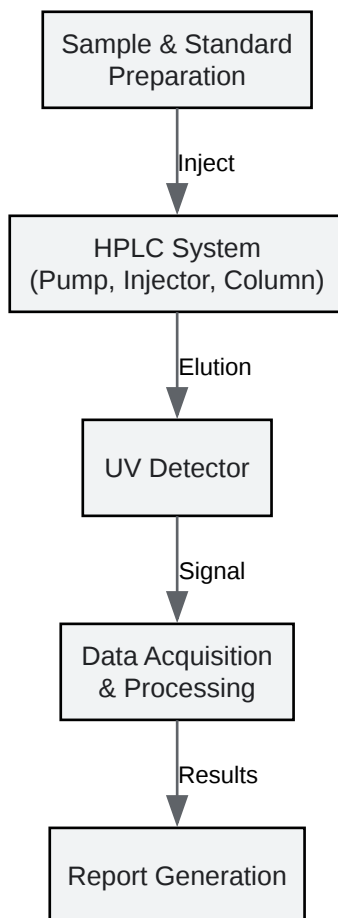 Sample & Standard
Preparation
Inject
HPLC System
(Pump, Injector, Column)
Elution
UV Detector
Signal
Data Acquisition
& Processing
Results
Report Generation